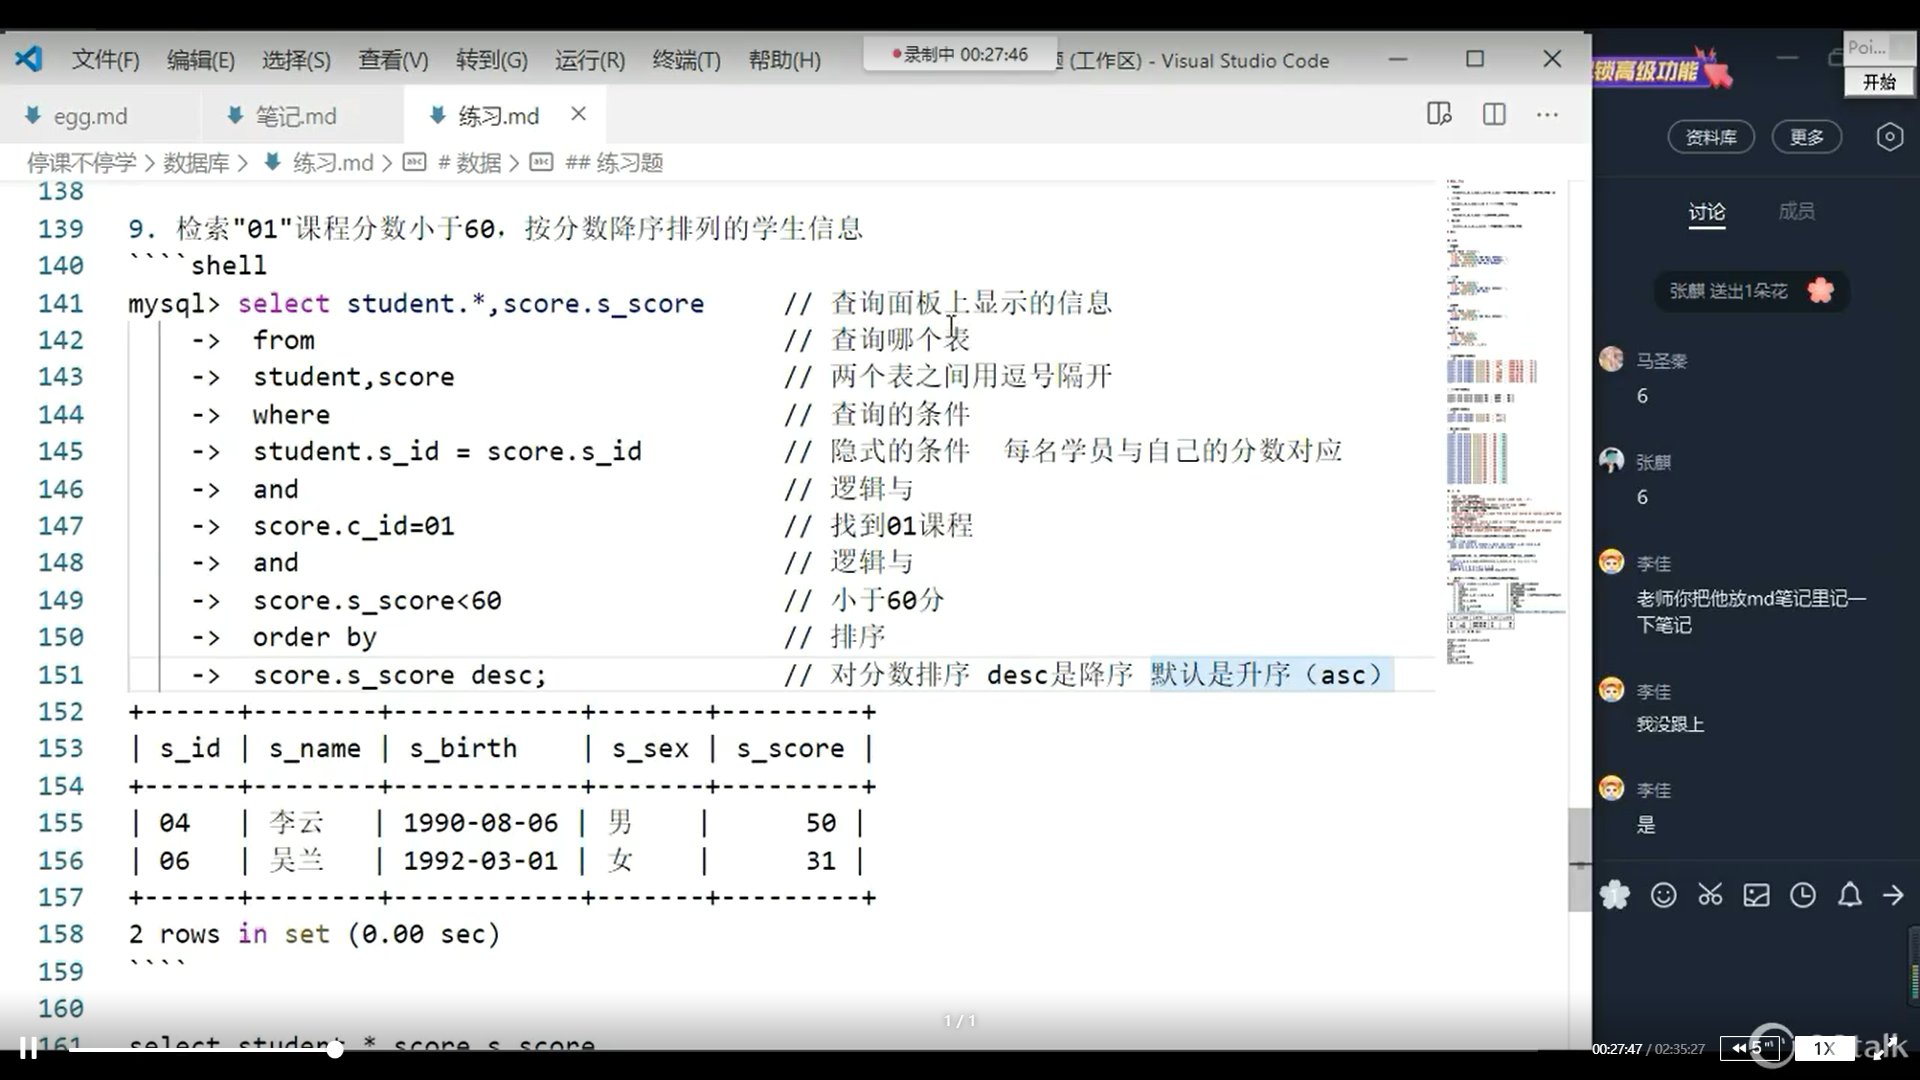 文件(F) 编辑(E) 选择(S) 查看(V) 转到(G) 运行(R) 终端(T) 帮助(H) 录制中 00:27:46 (工作区) - Visual Studio Code
锁高级功能
Poi...
开始
egg.md 笔记.md 练习.md
资料库 更多
停课不停学 > 数据库 > 练习.md > # 数据 > ## 练习题
讨论 成员
138
139 9. 检索"01"课程分数小于60，按分数降序排列的学生信息
140 ````shell
141 mysql> select student.*,score.s_score // 查询面板上显示的信息
142 -> from // 查询哪个表
143 -> student,score // 两个表之间用逗号隔开
144 -> where // 查询的条件
145 -> student.s_id = score.s_id // 隐式的条件 每名学员与自己的分数对应
146 -> and // 逻辑与
147 -> score.c_id=01 // 找到01课程
148 -> and // 逻辑与
149 -> score.s_score<60 // 小于60分
150 -> order by // 排序
151 -> score.s_score desc; // 对分数排序 desc是降序 默认是升序（asc）
152 +------+--------+------------+-------+---------+
153 | s_id | s_name | s_birth | s_sex | s_score |
154 +------+--------+------------+-------+---------+
155 | 04 | 李云 | 1990-08-06 | 男 | 50 |
156 | 06 | 吴兰 | 1992-03-01 | 女 | 31 |
157 +------+--------+------------+-------+---------+
158 2 rows in set (0.00 sec)
159 ````
160
161 select student.*,score.s_score
张麒 送出1朵花
马圣秦
6
张麒
6
李佳
老师你把他放md笔记里记一
下笔记
李佳
我没跟上
李佳
是
1 / 1
00:27:47 / 02:35:27 5" 1X talk